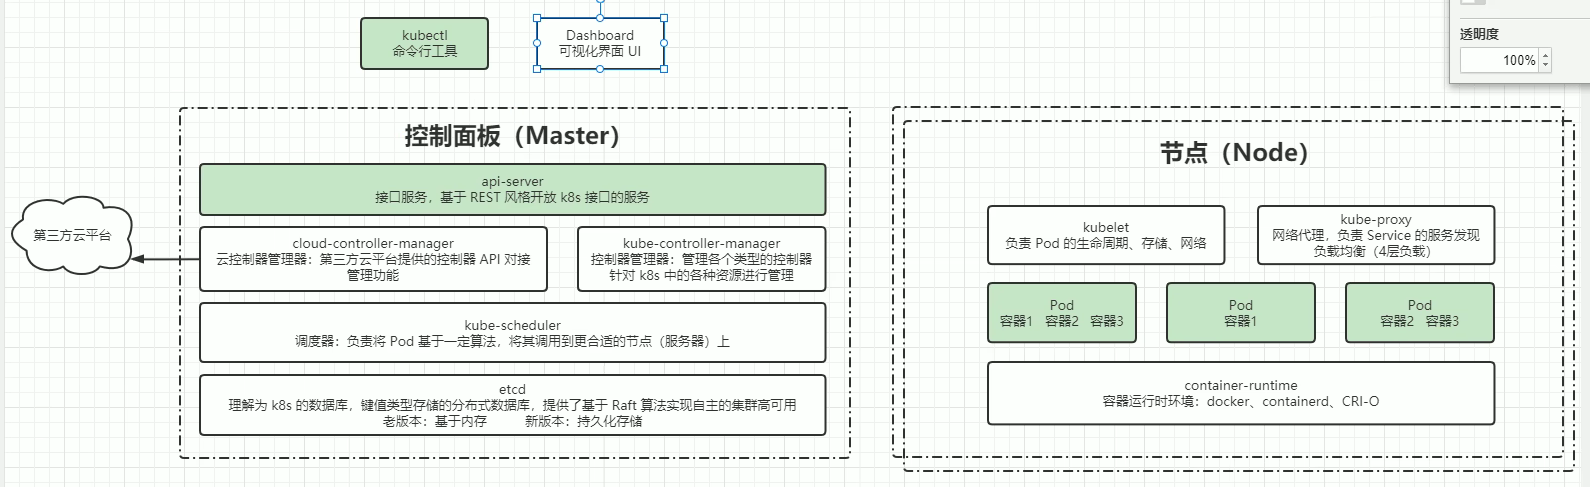 kubectl
命令行工具
Dashboard
可视化界面 UI
透明度
100%
控制面板（Master）
api-server
接口服务，基于 REST 风格开放 k8s 接口的服务
第三方云平台
cloud-controller-manager
云控制器管理器：第三方云平台提供的控制器 API 对接
管理功能
kube-controller-manager
控制器管理器：管理各个类型的控制器
针对 k8s 中的各种资源进行管理
kube-scheduler
调度器：负责将 Pod 基于一定算法，将其调用到更合适的节点（服务器）上
etcd
理解为 k8s 的数据库，键值类型存储的分布式数据库，提供了基于 Raft 算法实现自主的集群高可用
老版本：基于内存 新版本：持久化存储
节点（Node）
kubelet
负责 Pod 的生命周期、存储、网络
kube-proxy
网络代理，负责 Service 的服务发现
负载均衡（4层负载）
Pod
容器1 容器2 容器3
Pod
容器1
Pod
容器2 容器3
container-runtime
容器运行时环境：docker、containerd、CRI-O